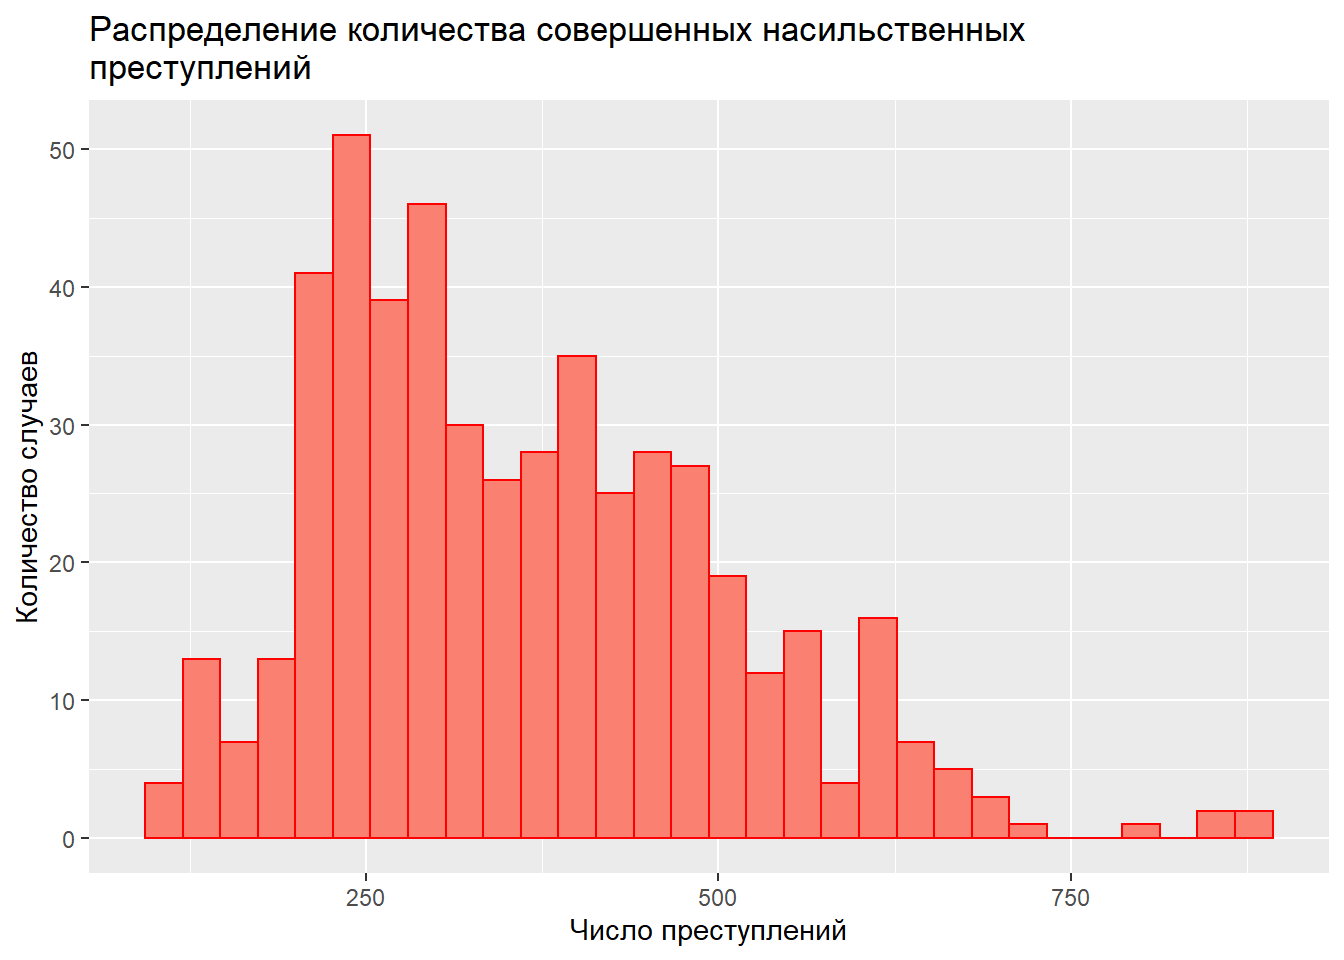 Распределение количества совершенных насильственных
преступлений
Количество случаев
50
40
30
20
10
0
250
500
750
Число преступлений